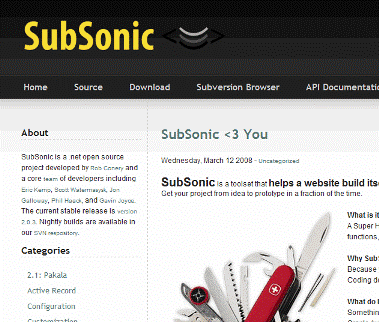 SubSonic
Home Source Download Subversion Browser API Documentatio
About
SubSonic is a .net open source
project developed by Rob Conery and
a core team of developers including
Eric Kemp, Scott Watermasysk, Jon
Galloway, Phil Haack, and Gavin Joyce.
The current stable release is version
2.0.3. Nightly builds are avaliable in
our SVN respository.
Categories
2.1: Pakala
Active Record
Configuration
Customization
SubSonic <3 You
Wednesday, March 12 2008 - Uncategorized
SubSonic is a toolset that helps a website build itse
Get your project from idea to prototype in a fraction of the time.
What is it
A Super H
functions,
Why SubS
Because
Coding de
What do I
Somethin